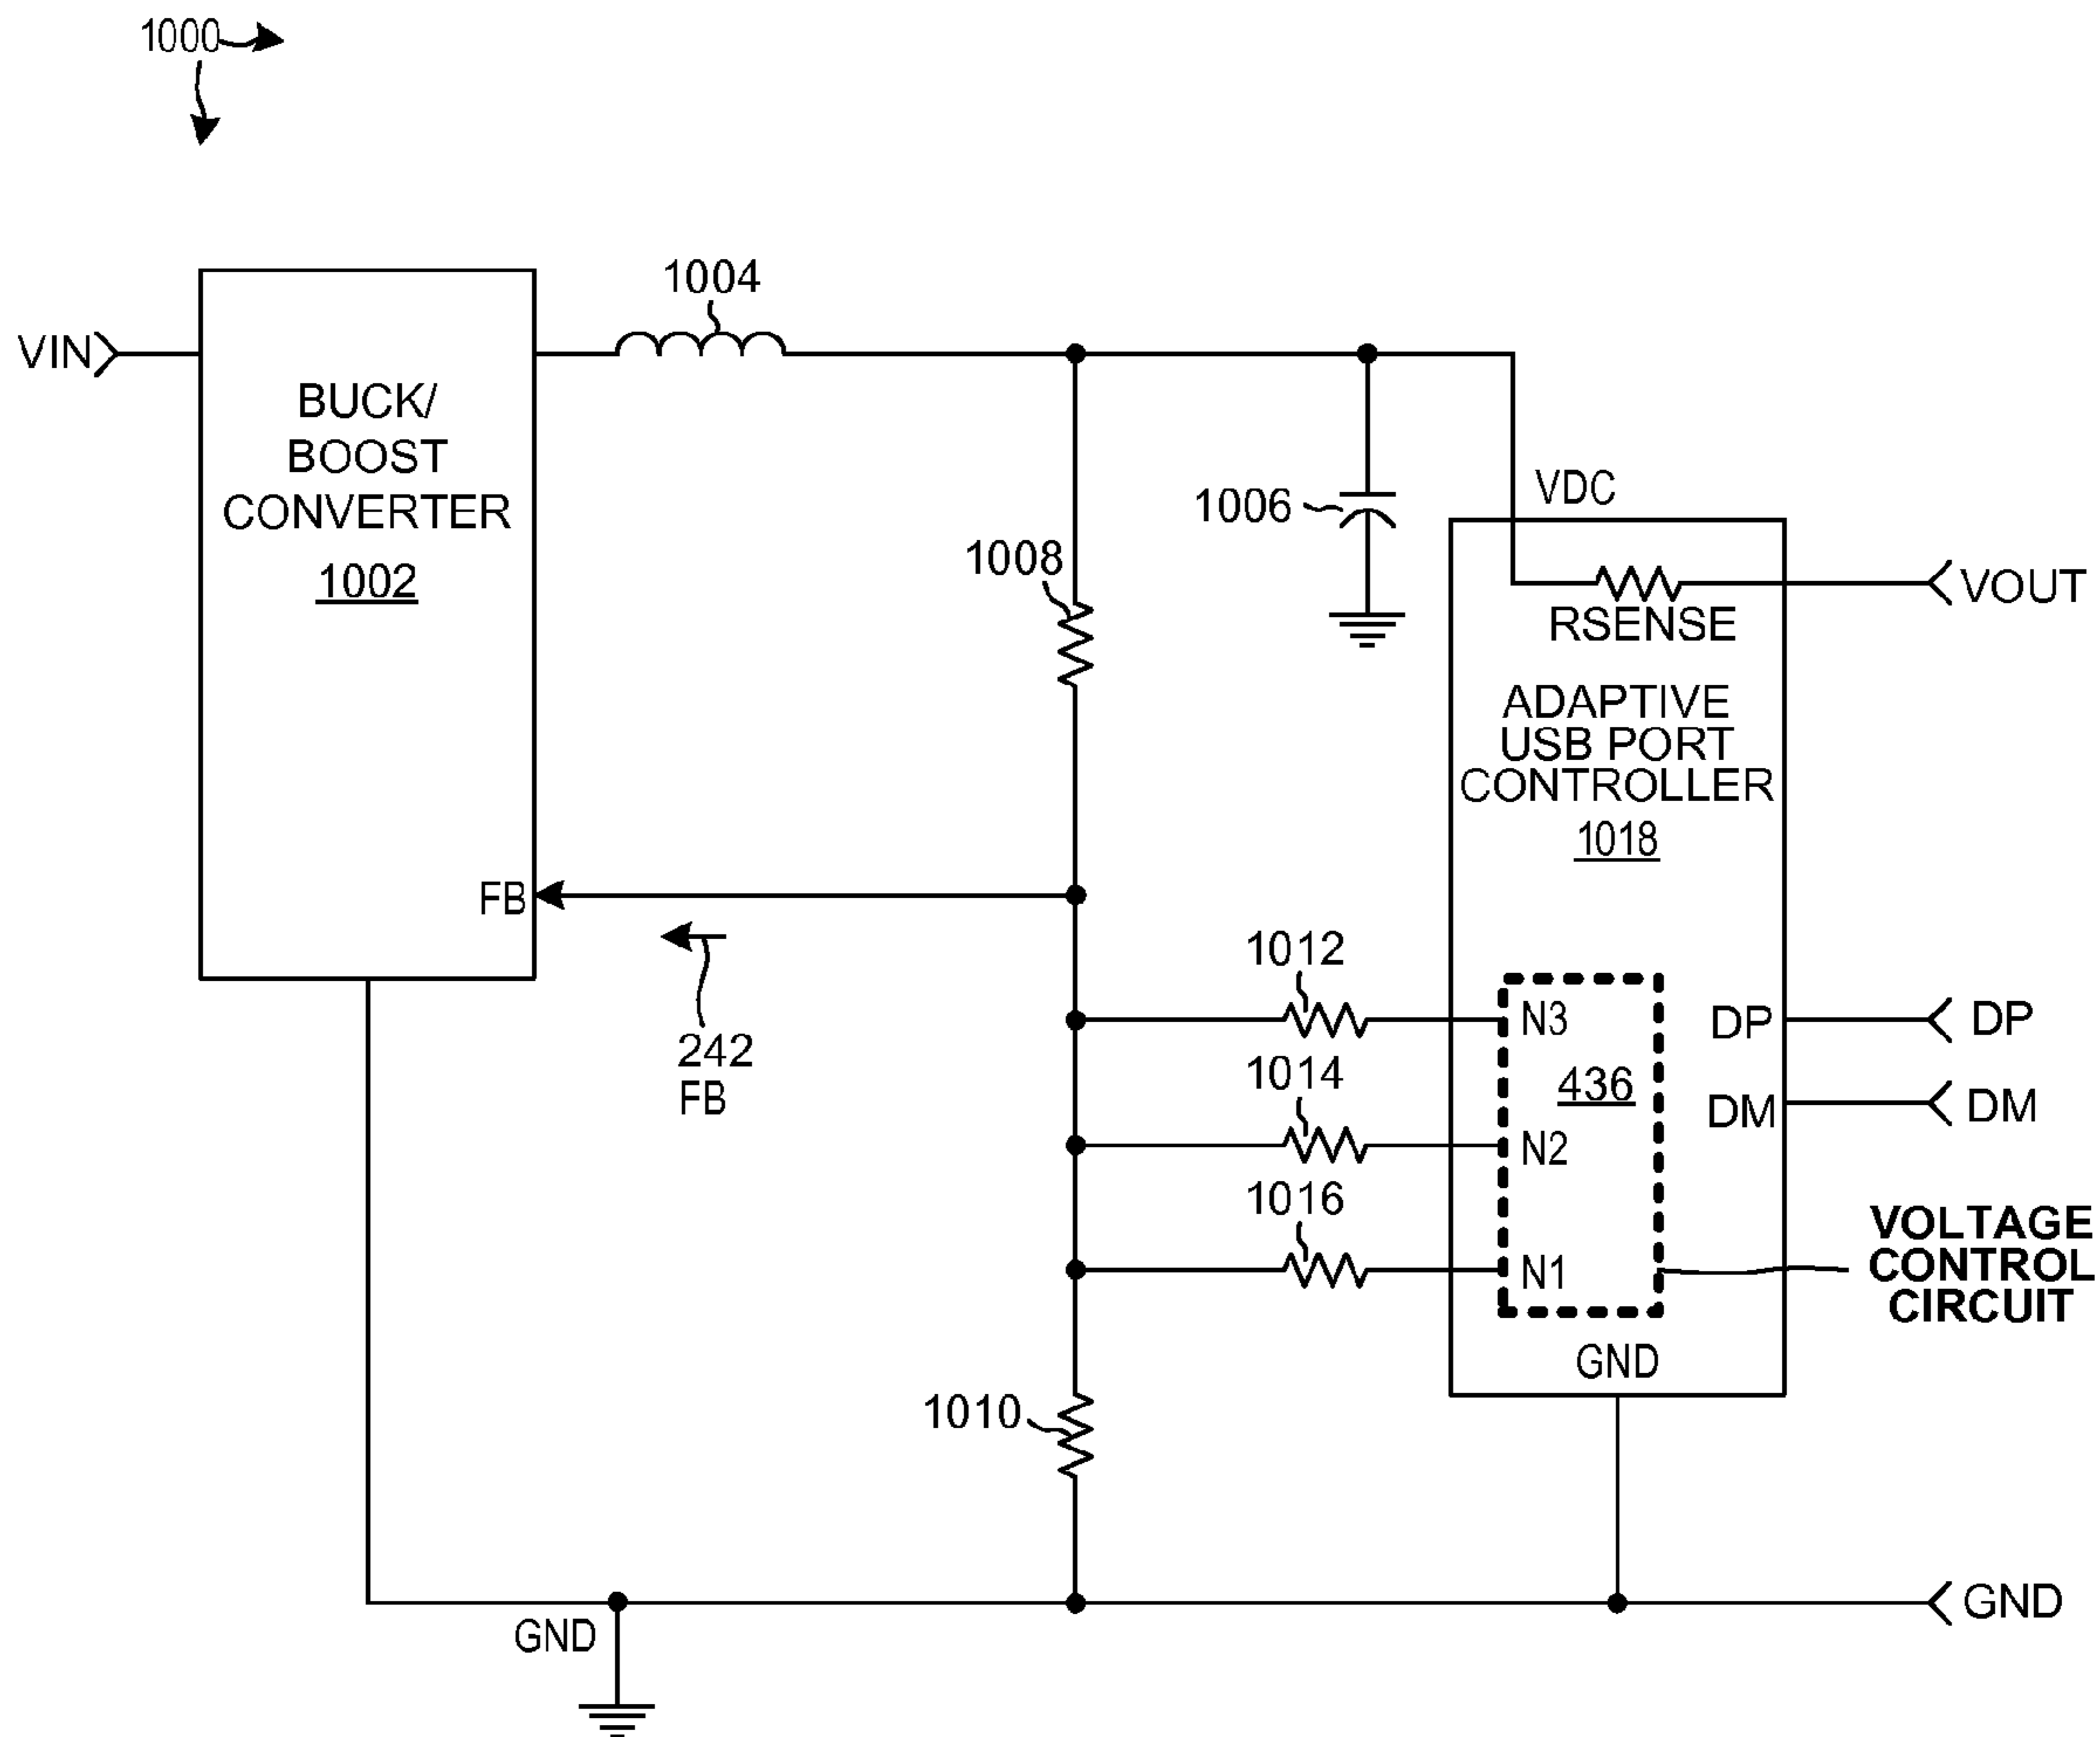 1000
1004
VIN
BUCK/
BOOST
CONVERTER
1002
VDC
1006
1008
VOUT
RSENSE
ADAPTIVE
USB PORT
CONTROLLER
1018
FB
1012
242
FB
N3
DP
DP
1014
436
DM
DM
N2
1016
N1
VOLTAGE
CONTROL
CIRCUIT
GND
1010
GND
GND